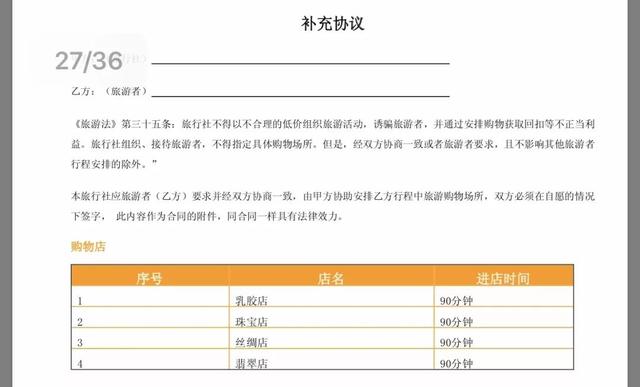 补充协议
27/36
乙方：（旅游者）
《旅游法》第三十五条：旅行社不得以不合理的低价组织旅游活动，诱骗旅游者，并通过安排购物获取回扣等不正当利
益。旅行社组织、接待旅游者，不得指定具体购物场所。但是，经双方协商一致或者旅游者要求，且不影响其他旅游者
行程安排的除外。”
本旅行社应旅游者（乙方）要求并经双方协商一致，由甲方协助安排乙方行程中旅游购物场所，双方必须在自愿的情况
下签字， 此内容作为合同的附件，同合同一样具有法律效力。
购物店
序号 店名 进店时间
1 乳胶店 90分钟
2 珠宝店 90分钟
3 丝绸店 90分钟
4 翡翠店 90分钟